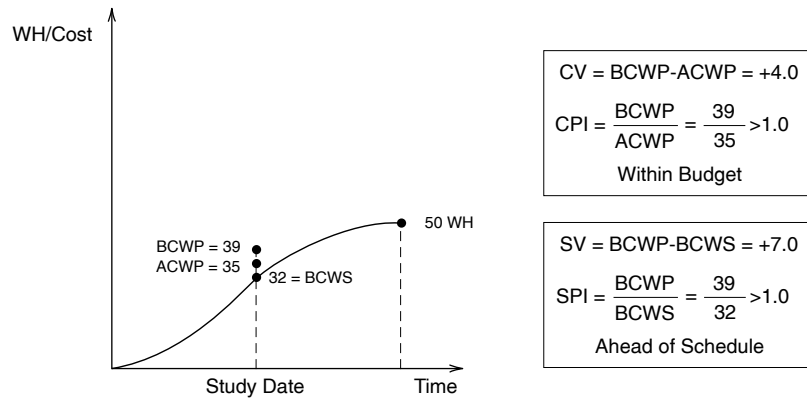 WH/Cost
BCWP = 39
ACWP = 35
32 = BCWS
50 WH
Study Date
Time
CV = BCWP-ACWP = +4.0
CPI = BCWP/ACWP = 39/35 >1.0
Within Budget
SV = BCWP-BCWS = +7.0
SPI = BCWP/BCWS = 39/32 >1.0
Ahead of Schedule